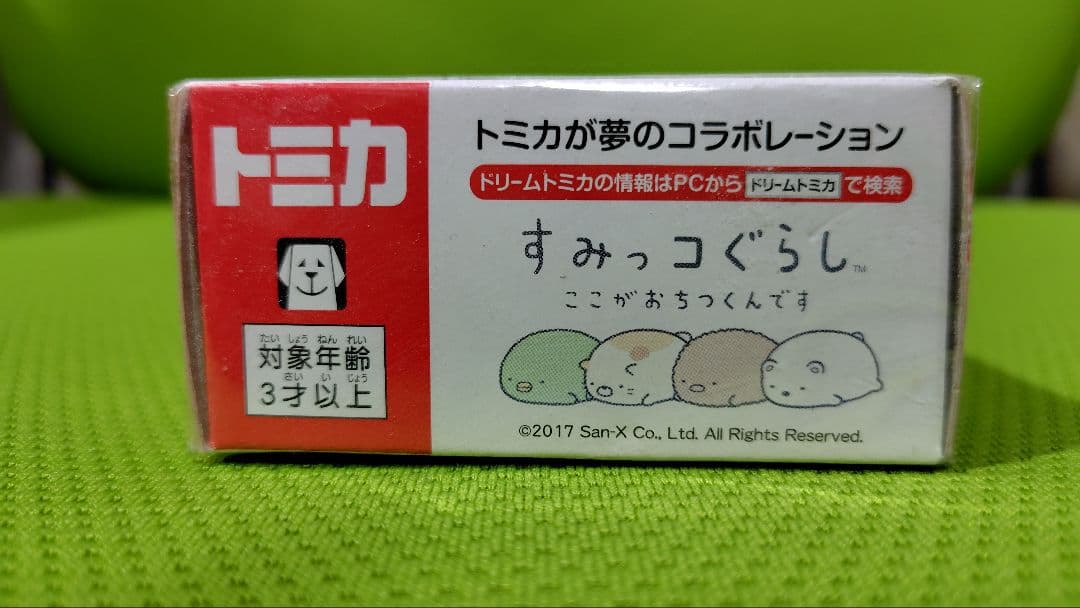 トミカ
たいしょうねんれい
対象年齢
さいいじょう
3才以上
トミカが夢のコラボレーション
ドリームトミカの情報はPCから ドリームトミカ で検索
すみっコぐらし™
ここがおちつくんです
©2017 San-X Co., Ltd. All Rights Reserved.